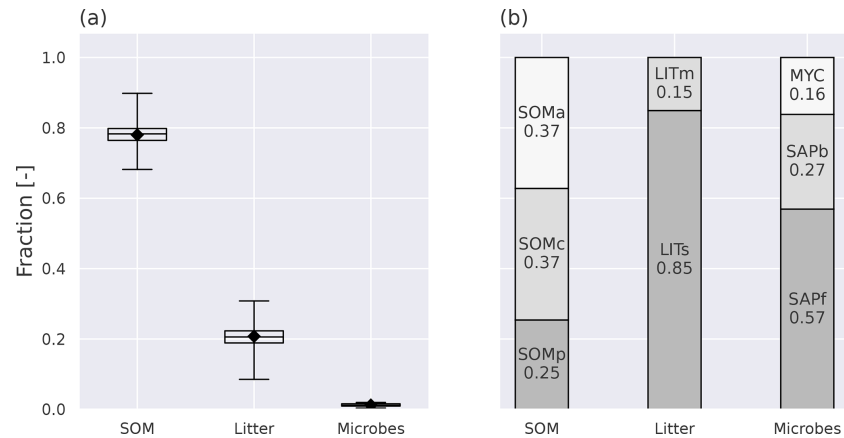 (a)
Fraction [-]
1.0
0.8
0.6
0.4
0.2
0.0
SOM Litter Microbes
(b)
SOMa
0.37
SOMc
0.37
SOMp
0.25
LITm
0.15
LITs
0.85
MYC
0.16
SAPb
0.27
SAPf
0.57
SOM Litter Microbes